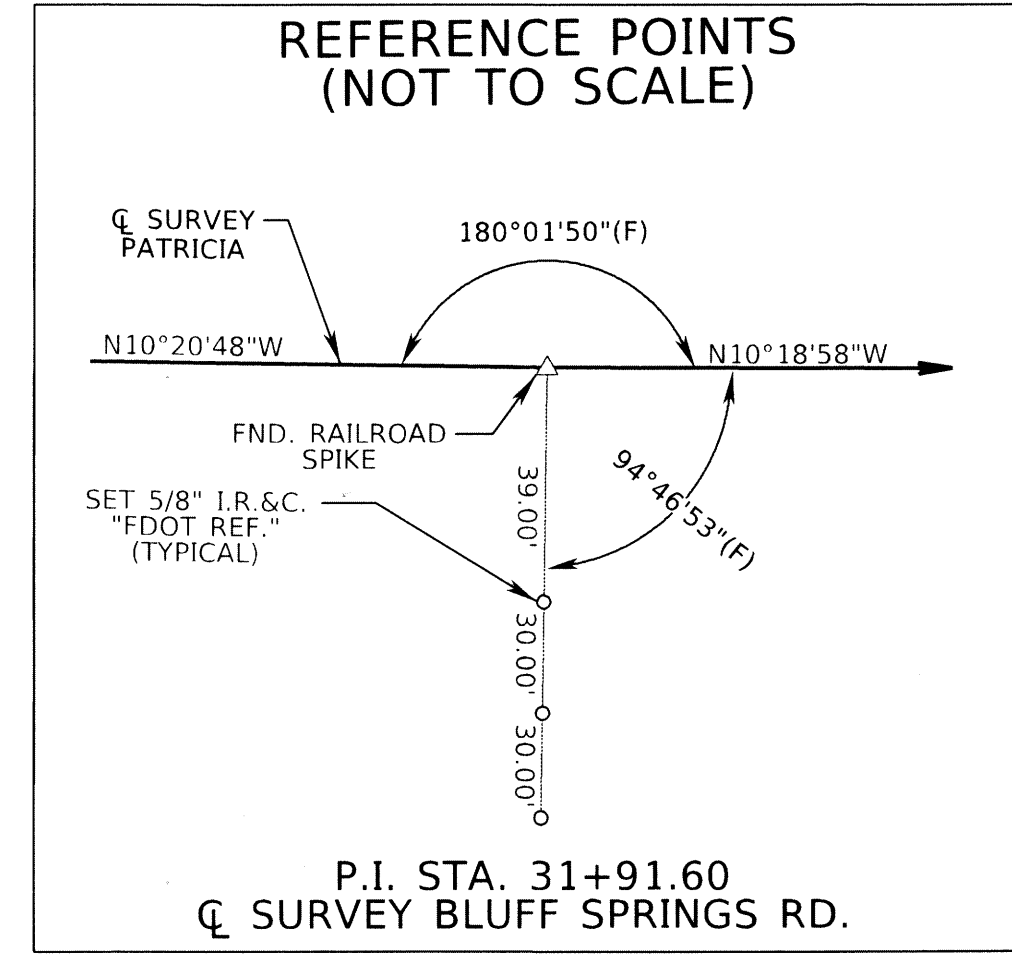 REFERENCE POINTS
(NOT TO SCALE)
℄ SURVEY
PATRICIA
180°01'50"(F)
N10°20'48"W
N10°18'58"W
FND. RAILROAD
SPIKE
39.00'
94°46'53"(F)
SET 5/8" I.R.&C.
"FDOT REF."
(TYPICAL)
30.00'
30.00'
P.I. STA. 31+91.60
℄ SURVEY BLUFF SPRINGS RD.